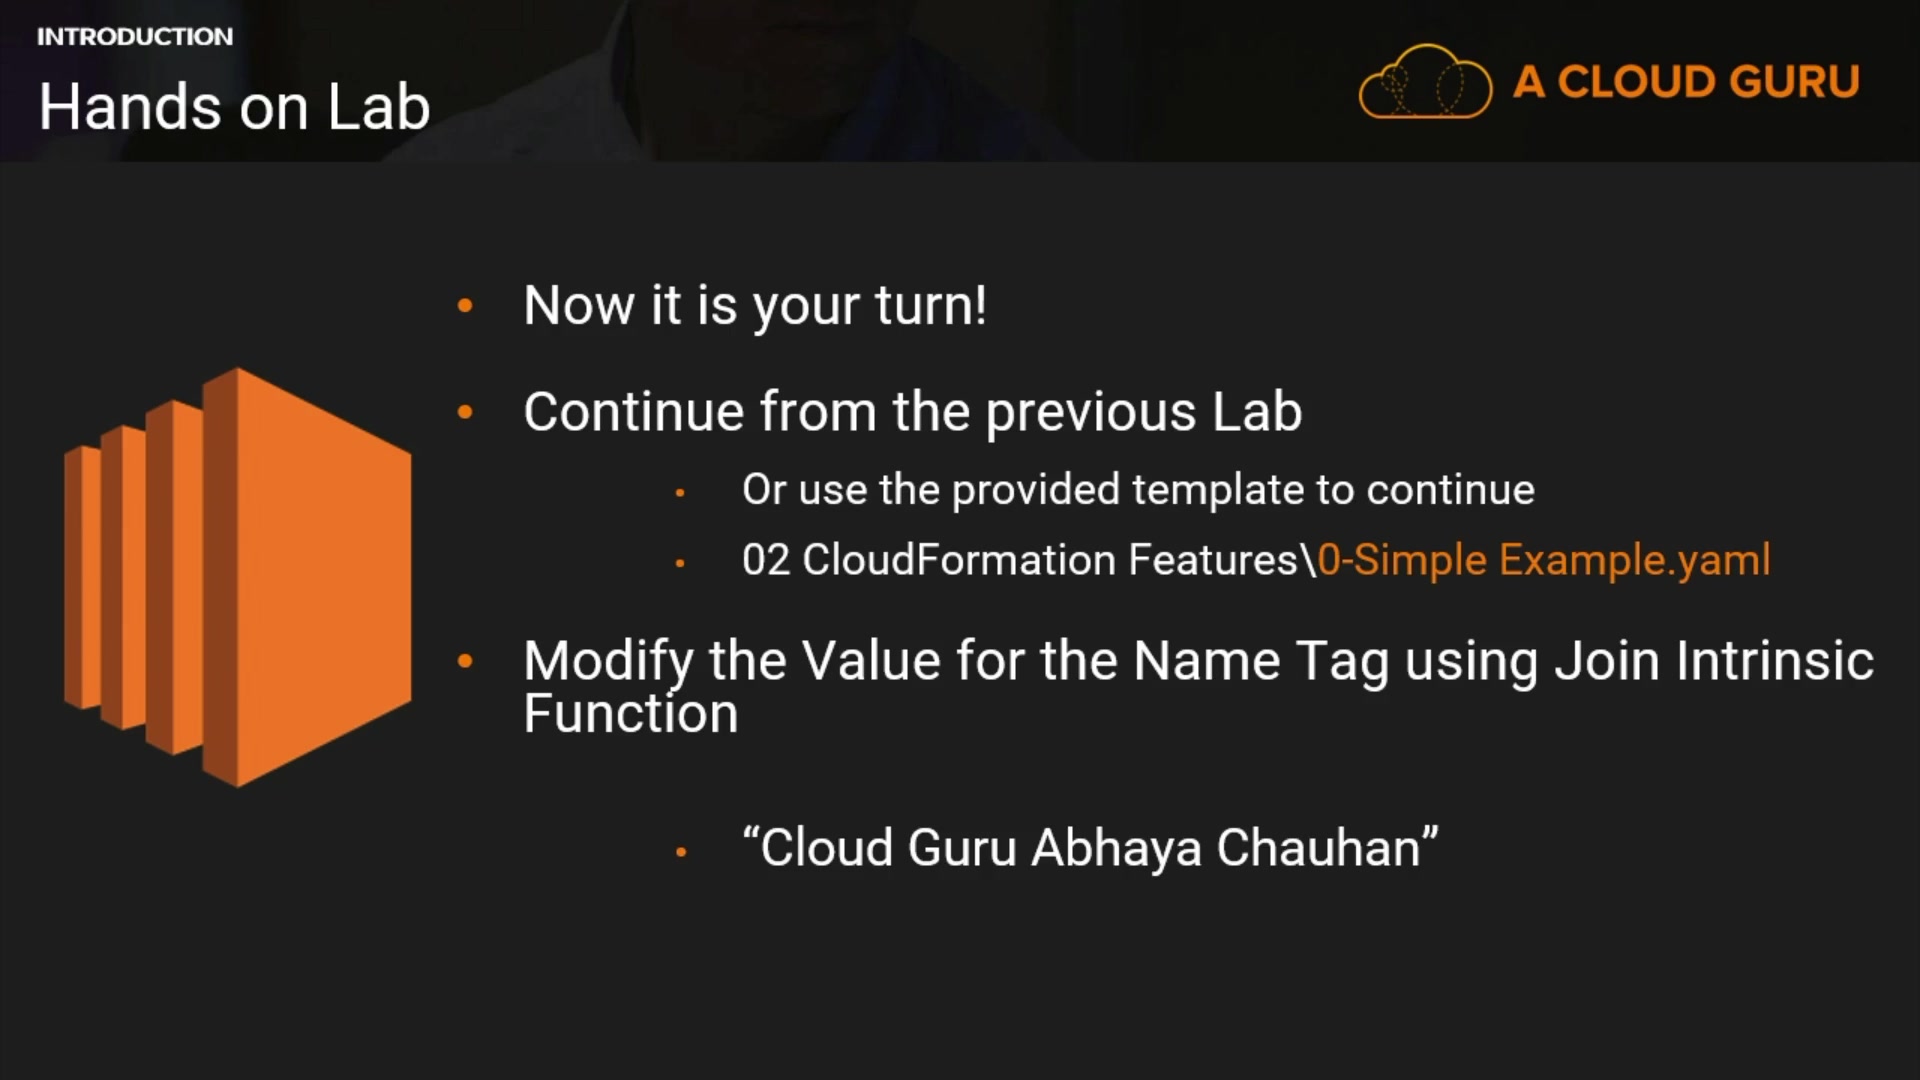 INTRODUCTION
Hands on Lab
A CLOUD GURU
• Now it is your turn!
• Continue from the previous Lab
• Or use the provided template to continue
• 02 CloudFormation Features\0-Simple Example.yaml
• Modify the Value for the Name Tag using Join Intrinsic
Function
• “Cloud Guru Abhaya Chauhan”